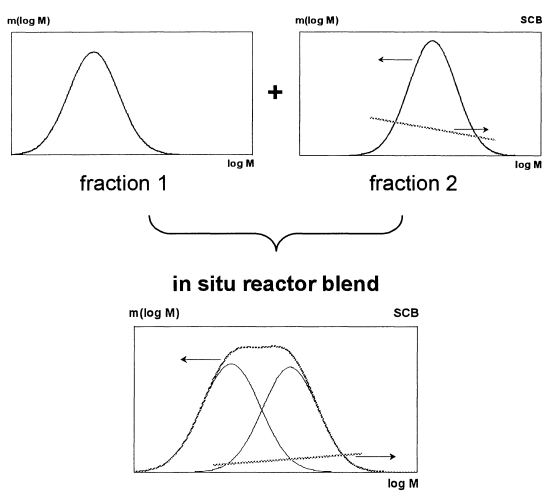 m(log M)
log M
fraction 1
+
m(log M) SCB
log M
fraction 2
in situ reactor blend
m(log M) SCB
log M